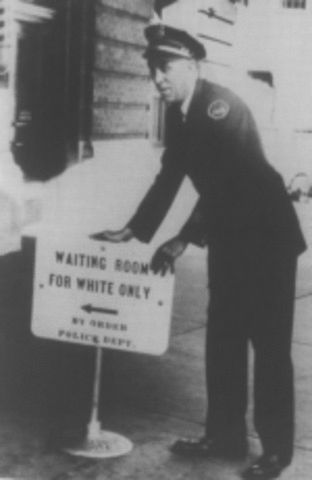 WAITING ROOM
FOR WHITE ONLY
BY ORDER
POLICE DEPT.